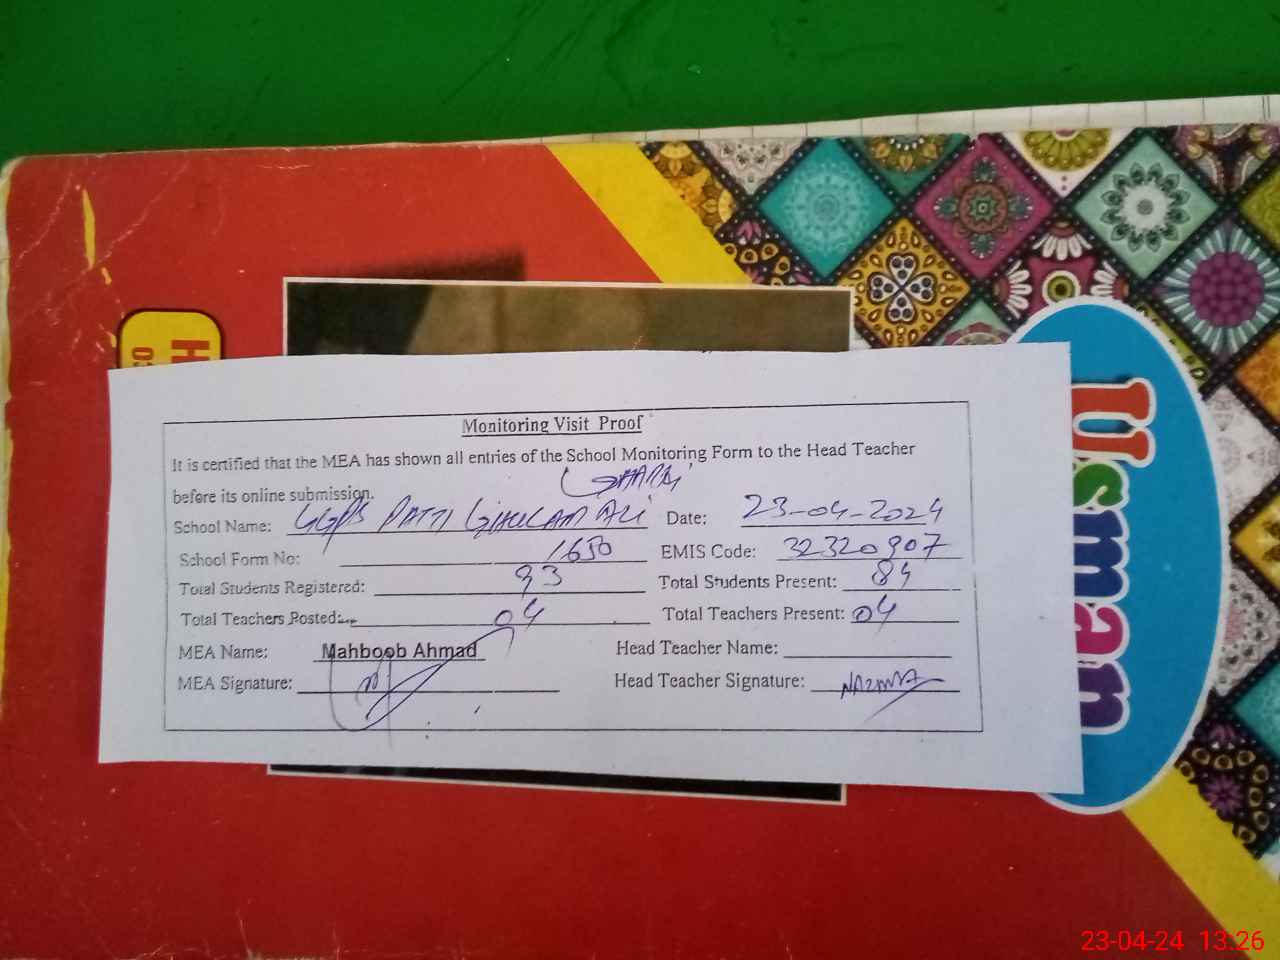 Monitoring Visit Proof
It is certified that the MEA has shown all entries of the School Monitoring Form to the Head Teacher
before its online submission.
School Name: GGPS PATTI GHULAM ALI GHARBI Date: 23-04-2024
School Form No: 1650 EMIS Code: 32320907
Total Students Registered: 93 Total Students Present: 84
Total Teachers Posted: 04 Total Teachers Present: 04
MEA Name: Mahboob Ahmad Head Teacher Name:
MEA Signature: Head Teacher Signature: NAZMA
Usman
23-04-24 13:26